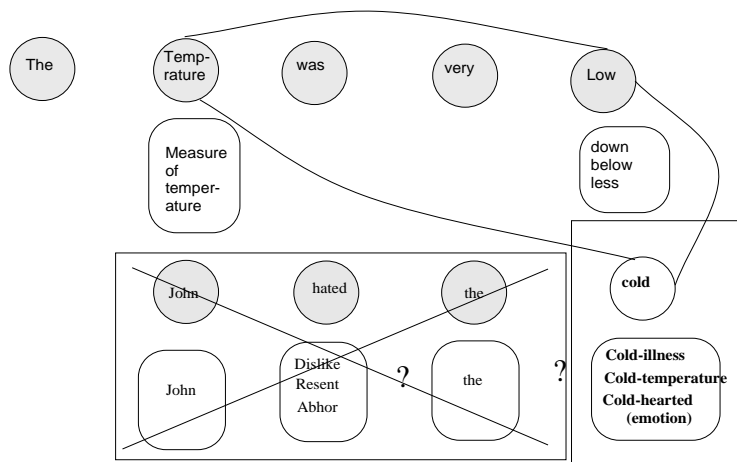 The
Temp-
rature
was
very
Low
Measure
of
temper-
ature
down
below
less
John
hated
the
cold
John
Dislike
Resent
Abhor
?
the
?
Cold-illness
Cold-temperature
Cold-hearted
(emotion)